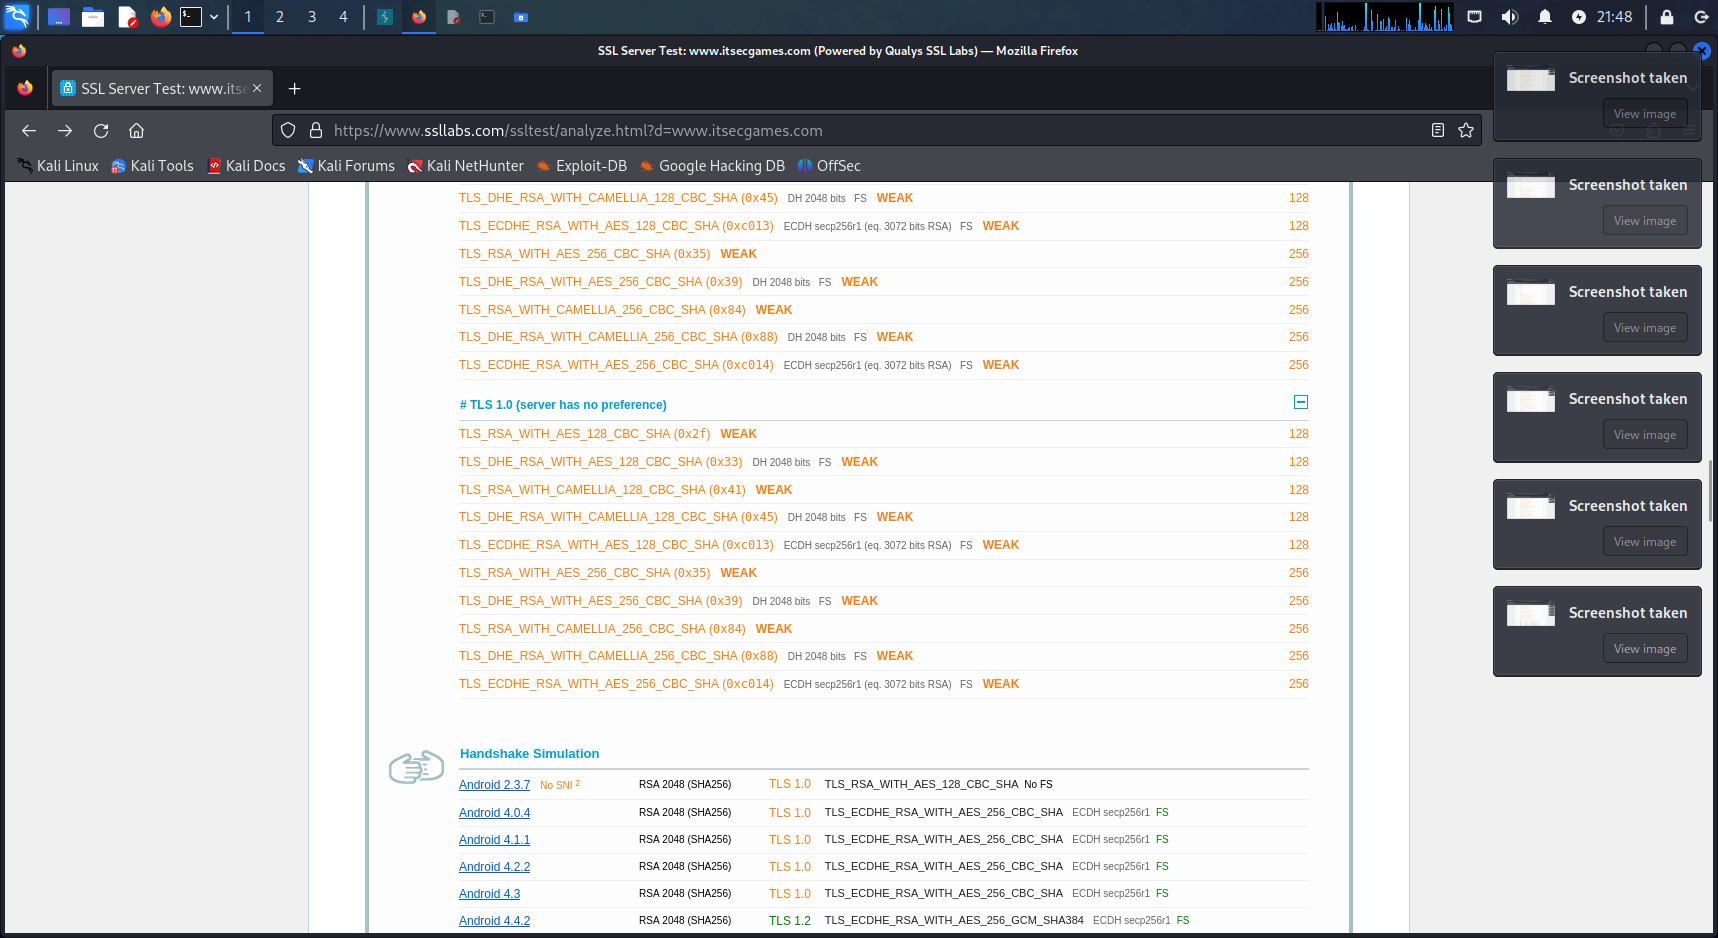 1 2 3 4 21:48
SSL Server Test: www.itsecgames.com (Powered by Qualys SSL Labs) — Mozilla Firefox
SSL Server Test: www.itse
https://www.ssllabs.com/ssltest/analyze.html?d=www.itsecgames.com
Kali Linux Kali Tools Kali Docs Kali Forums Kali NetHunter Exploit-DB Google Hacking DB OffSec
TLS_DHE_RSA_WITH_CAMELLIA_128_CBC_SHA (0x45) DH 2048 bits FS WEAK 128
TLS_ECDHE_RSA_WITH_AES_128_CBC_SHA (0xc013) ECDH secp256r1 (eq. 3072 bits RSA) FS WEAK 128
TLS_RSA_WITH_AES_256_CBC_SHA (0x35) WEAK 256
TLS_DHE_RSA_WITH_AES_256_CBC_SHA (0x39) DH 2048 bits FS WEAK 256
TLS_RSA_WITH_CAMELLIA_256_CBC_SHA (0x84) WEAK 256
TLS_DHE_RSA_WITH_CAMELLIA_256_CBC_SHA (0x88) DH 2048 bits FS WEAK 256
TLS_ECDHE_RSA_WITH_AES_256_CBC_SHA (0xc014) ECDH secp256r1 (eq. 3072 bits RSA) FS WEAK 256
# TLS 1.0 (server has no preference)
TLS_RSA_WITH_AES_128_CBC_SHA (0x2f) WEAK 128
TLS_DHE_RSA_WITH_AES_128_CBC_SHA (0x33) DH 2048 bits FS WEAK 128
TLS_RSA_WITH_CAMELLIA_128_CBC_SHA (0x41) WEAK 128
TLS_DHE_RSA_WITH_CAMELLIA_128_CBC_SHA (0x45) DH 2048 bits FS WEAK 128
TLS_ECDHE_RSA_WITH_AES_128_CBC_SHA (0xc013) ECDH secp256r1 (eq. 3072 bits RSA) FS WEAK 128
TLS_RSA_WITH_AES_256_CBC_SHA (0x35) WEAK 256
TLS_DHE_RSA_WITH_AES_256_CBC_SHA (0x39) DH 2048 bits FS WEAK 256
TLS_RSA_WITH_CAMELLIA_256_CBC_SHA (0x84) WEAK 256
TLS_DHE_RSA_WITH_CAMELLIA_256_CBC_SHA (0x88) DH 2048 bits FS WEAK 256
TLS_ECDHE_RSA_WITH_AES_256_CBC_SHA (0xc014) ECDH secp256r1 (eq. 3072 bits RSA) FS WEAK 256
Handshake Simulation
Android 2.3.7 No SNI 2 RSA 2048 (SHA256) TLS 1.0 TLS_RSA_WITH_AES_128_CBC_SHA No FS
Android 4.0.4 RSA 2048 (SHA256) TLS 1.0 TLS_ECDHE_RSA_WITH_AES_256_CBC_SHA ECDH secp256r1 FS
Android 4.1.1 RSA 2048 (SHA256) TLS 1.0 TLS_ECDHE_RSA_WITH_AES_256_CBC_SHA ECDH secp256r1 FS
Android 4.2.2 RSA 2048 (SHA256) TLS 1.0 TLS_ECDHE_RSA_WITH_AES_256_CBC_SHA ECDH secp256r1 FS
Android 4.3 RSA 2048 (SHA256) TLS 1.0 TLS_ECDHE_RSA_WITH_AES_256_CBC_SHA ECDH secp256r1 FS
Android 4.4.2 RSA 2048 (SHA256) TLS 1.2 TLS_ECDHE_RSA_WITH_AES_256_GCM_SHA384 ECDH secp256r1 FS
Screenshot taken
View image
Screenshot taken
View image
Screenshot taken
View image
Screenshot taken
View image
Screenshot taken
View image
Screenshot taken
View image